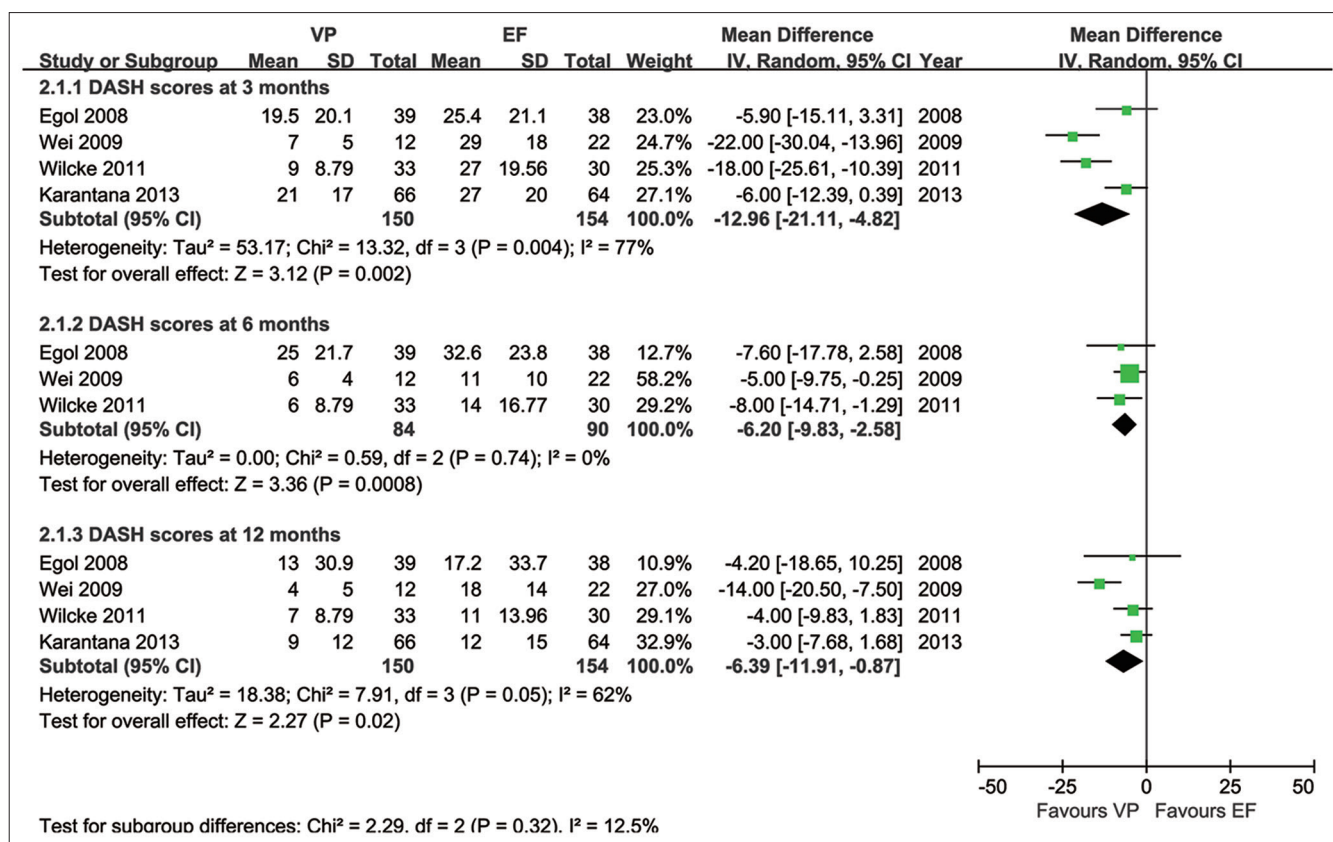 VP EF Mean Difference Mean Difference
Study or Subgroup Mean SD Total Mean SD Total Weight IV, Random, 95% CI Year IV, Random, 95% CI
2.1.1 DASH scores at 3 months
Egol 2008 19.5 20.1 39 25.4 21.1 38 23.0% -5.90 [-15.11, 3.31] 2008
Wei 2009 7 5 12 29 18 22 24.7% -22.00 [-30.04, -13.96] 2009
Wilcke 2011 9 8.79 33 27 19.56 30 25.3% -18.00 [-25.61, -10.39] 2011
Karantana 2013 21 17 66 27 20 64 27.1% -6.00 [-12.39, 0.39] 2013
Subtotal (95% CI) 150 154 100.0% -12.96 [-21.11, -4.82]
Heterogeneity: Tau² = 53.17; Chi² = 13.32, df = 3 (P = 0.004); I² = 77%
Test for overall effect: Z = 3.12 (P = 0.002)
2.1.2 DASH scores at 6 months
Egol 2008 25 21.7 39 32.6 23.8 38 12.7% -7.60 [-17.78, 2.58] 2008
Wei 2009 6 4 12 11 10 22 58.2% -5.00 [-9.75, -0.25] 2009
Wilcke 2011 6 8.79 33 14 16.77 30 29.2% -8.00 [-14.71, -1.29] 2011
Subtotal (95% CI) 84 90 100.0% -6.20 [-9.83, -2.58]
Heterogeneity: Tau² = 0.00; Chi² = 0.59, df = 2 (P = 0.74); I² = 0%
Test for overall effect: Z = 3.36 (P = 0.0008)
2.1.3 DASH scores at 12 months
Egol 2008 13 30.9 39 17.2 33.7 38 10.9% -4.20 [-18.65, 10.25] 2008
Wei 2009 4 5 12 18 14 22 27.0% -14.00 [-20.50, -7.50] 2009
Wilcke 2011 7 8.79 33 11 13.96 30 29.1% -4.00 [-9.83, 1.83] 2011
Karantana 2013 9 12 66 12 15 64 32.9% -3.00 [-7.68, 1.68] 2013
Subtotal (95% CI) 150 154 100.0% -6.39 [-11.91, -0.87]
Heterogeneity: Tau² = 18.38; Chi² = 7.91, df = 3 (P = 0.05); I² = 62%
Test for overall effect: Z = 2.27 (P = 0.02)
-50 -25 0 25 50
Favours VP Favours EF
Test for subgroup differences: Chi² = 2.29, df = 2 (P = 0.32), I² = 12.5%